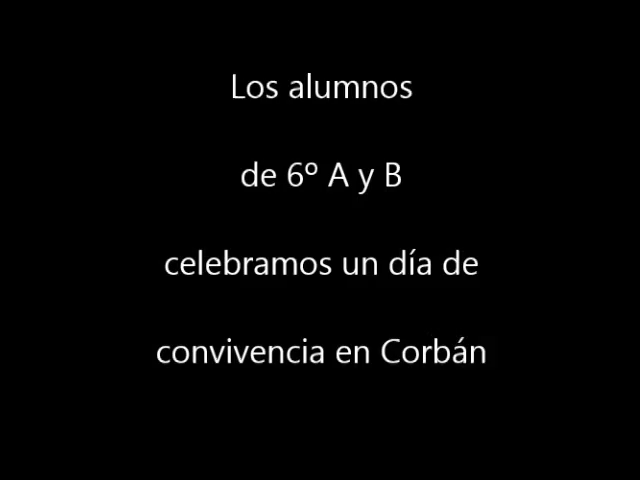 Los alumnos
de 6º A y B
celebramos un día de
convivencia en Corbán